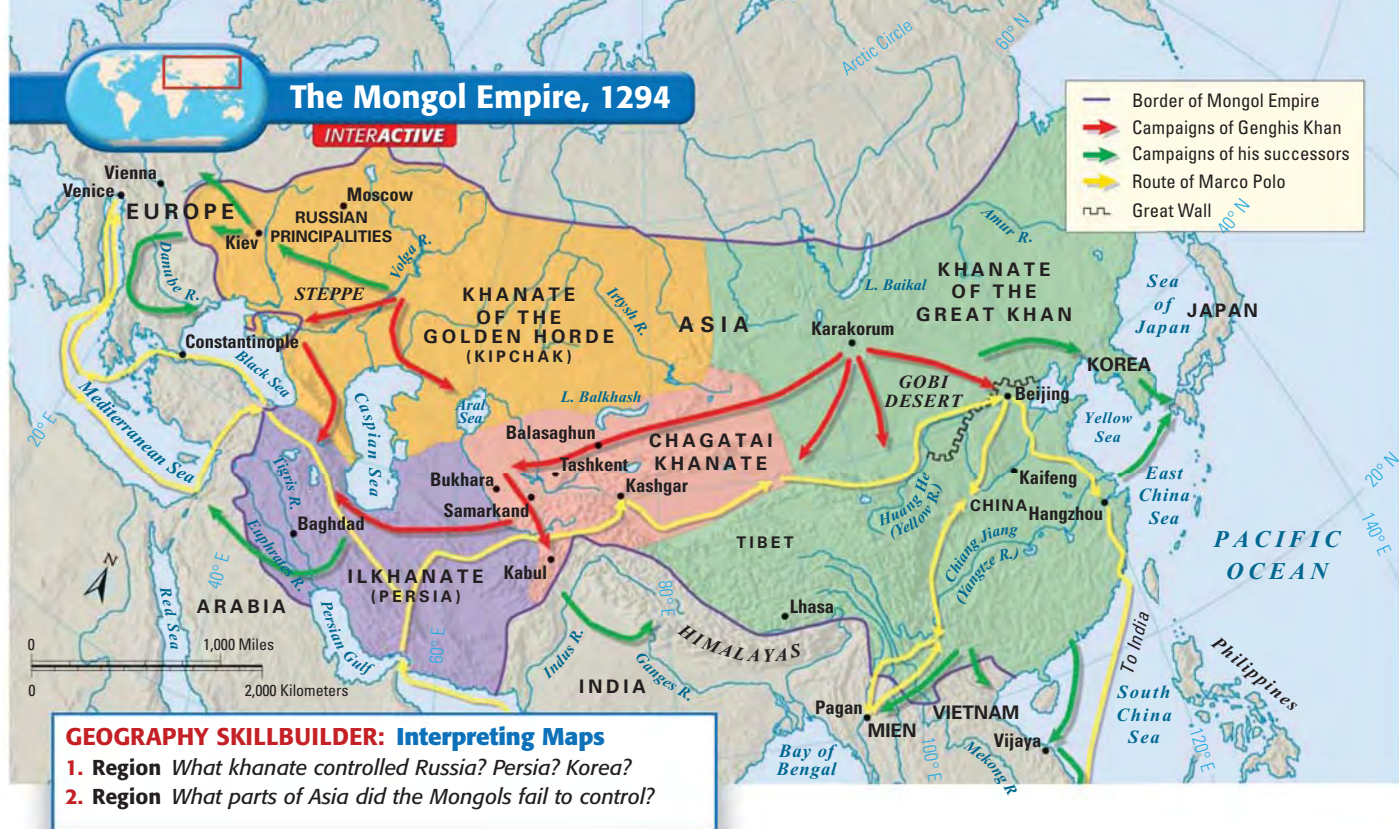 The Mongol Empire, 1294
INTERACTIVE
Border of Mongol Empire
Campaigns of Genghis Khan
Campaigns of his successors
Route of Marco Polo
Great Wall
Arctic Circle
60° N
40° N
20° N
140° E
120° E
100° E
80° E
60° E
40° E
20° E
Vienna
Venice
EUROPE
Moscow
RUSSIAN
PRINCIPALITIES
Kiev
Danube R.
Volga R.
STEPPE
KHANATE
OF THE
GOLDEN HORDE
(KIPCHAK)
Irtysh R.
ASIA
L. Baikal
Amur R.
KHANATE
OF THE
GREAT KHAN
Sea
of
Japan
JAPAN
Karakorum
KOREA
GOBI
DESERT
Beijing
Yellow
Sea
Constantinople
Black Sea
Mediterranean Sea
Caspian Sea
Aral
Sea
L. Balkhash
Balasaghun
CHAGATAI
KHANATE
Tashkent
Bukhara
Kashgar
Samarkand
Kaifeng
Huang He
(Yellow R.)
CHINA
Hangzhou
East
China
Sea
Tigris R.
Baghdad
Euphrates R.
ILKHANATE
(PERSIA)
Kabul
TIBET
Chiang Jiang
(Yangtze R.)
PACIFIC
OCEAN
N
ARABIA
Red Sea
Persian Gulf
Lhasa
HIMALAYAS
Indus R.
Ganges R.
INDIA
To India
Philippines
South
China
Sea
Pagan
MIEN
VIETNAM
Vijaya
Mekong R
Bay of
Bengal
0 1,000 Miles
0 2,000 Kilometers
GEOGRAPHY SKILLBUILDER: Interpreting Maps
1. Region What khanate controlled Russia? Persia? Korea?
2. Region What parts of Asia did the Mongols fail to control?